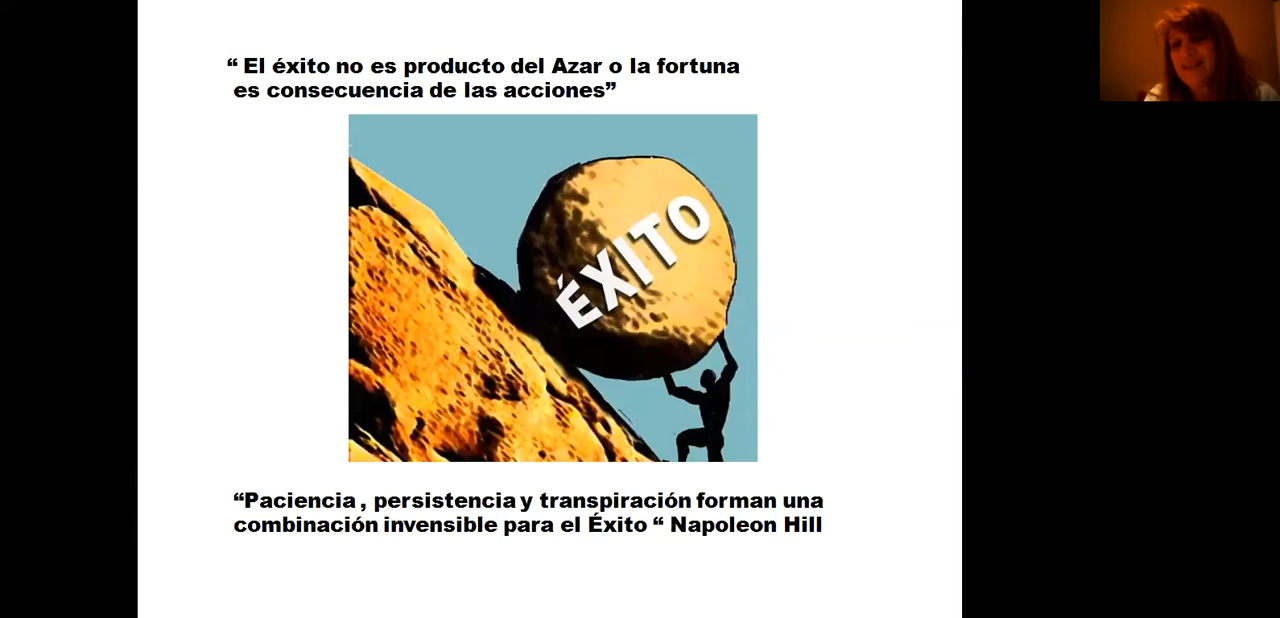 “ El éxito no es producto del Azar o la fortuna
es consecuencia de las acciones”
ÉXITO
“Paciencia , persistencia y transpiración forman una
combinación invensible para el Éxito “ Napoleon Hill